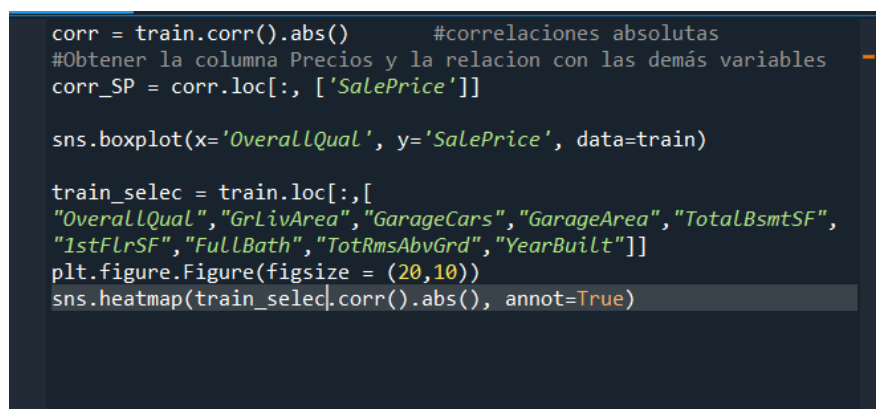 corr = train.corr().abs()       #correlaciones absolutas
#Obtener la columna Precios y la relacion con las demás variables
corr_SP = corr.loc[:, ['SalePrice']]
sns.boxplot(x='OverallQual', y='SalePrice', data=train)
train_selec = train.loc[:,[
"OverallQual","GrLivArea","GarageCars","GarageArea","TotalBsmtSF",
"1stFlrSF","FullBath","TotRmsAbvGrd","YearBuilt"]]
plt.figure.Figure(figsize = (20,10))
sns.heatmap(train_selec.corr().abs(), annot=True)